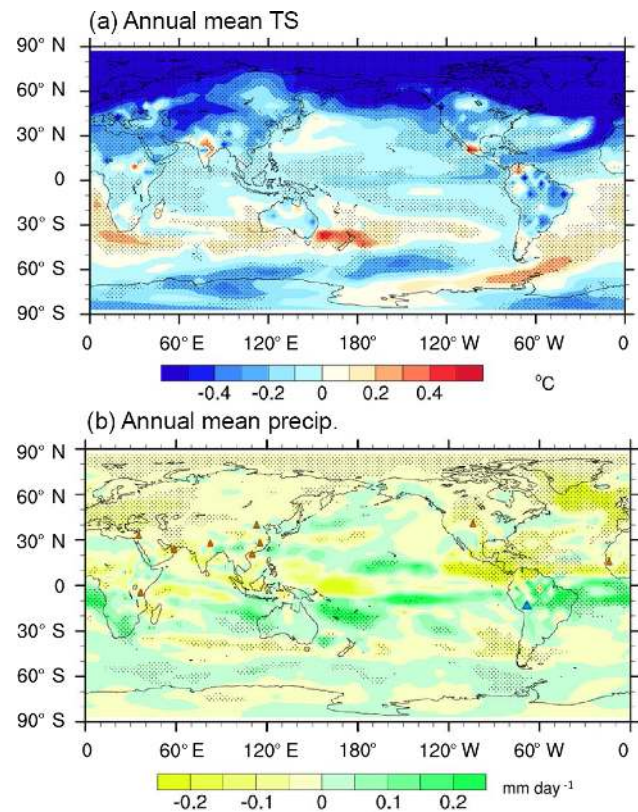 (a) Annual mean TS
90° N
60° N
30° N
0
30° S
60° S
90° S
0 60° E 120° E 180° 120° W 60° W 0
-0.4 -0.2 0 0.2 0.4 °C
(b) Annual mean precip.
90° N
60° N
30° N
0
30° S
60° S
90° S
0 60° E 120° E 180° 120° W 60° W 0
-0.2 -0.1 0 0.1 0.2 mm day⁻¹